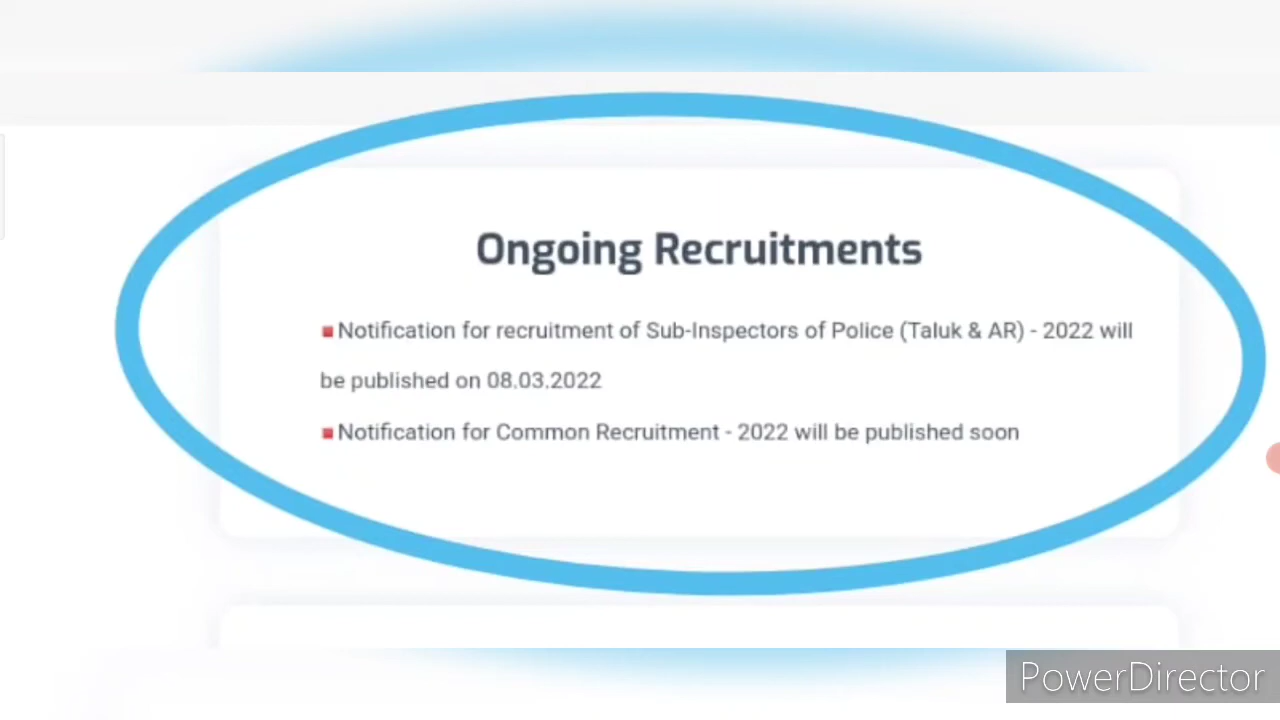 Ongoing Recruitments
Notification for recruitment of Sub-Inspectors of Police (Taluk & AR) - 2022 will
be published on 08.03.2022
Notification for Common Recruitment - 2022 will be published soon
PowerDirector